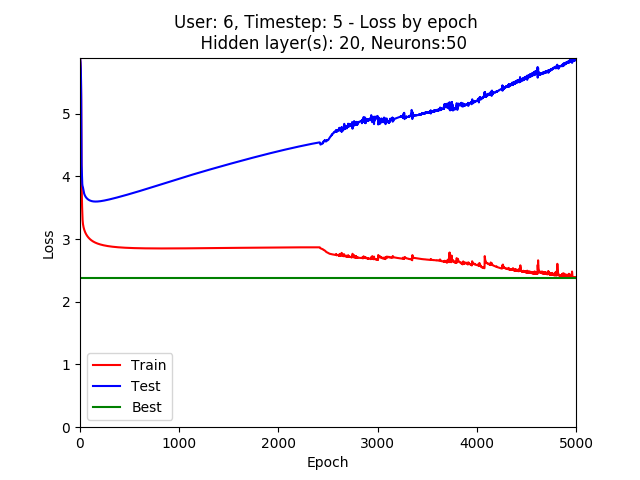 User: 6, Timestep: 5 - Loss by epoch
Hidden layer(s): 20, Neurons:50
5
4
3
2
1
0
Loss
Train
Test
Best
0 1000 2000 3000 4000 5000
Epoch